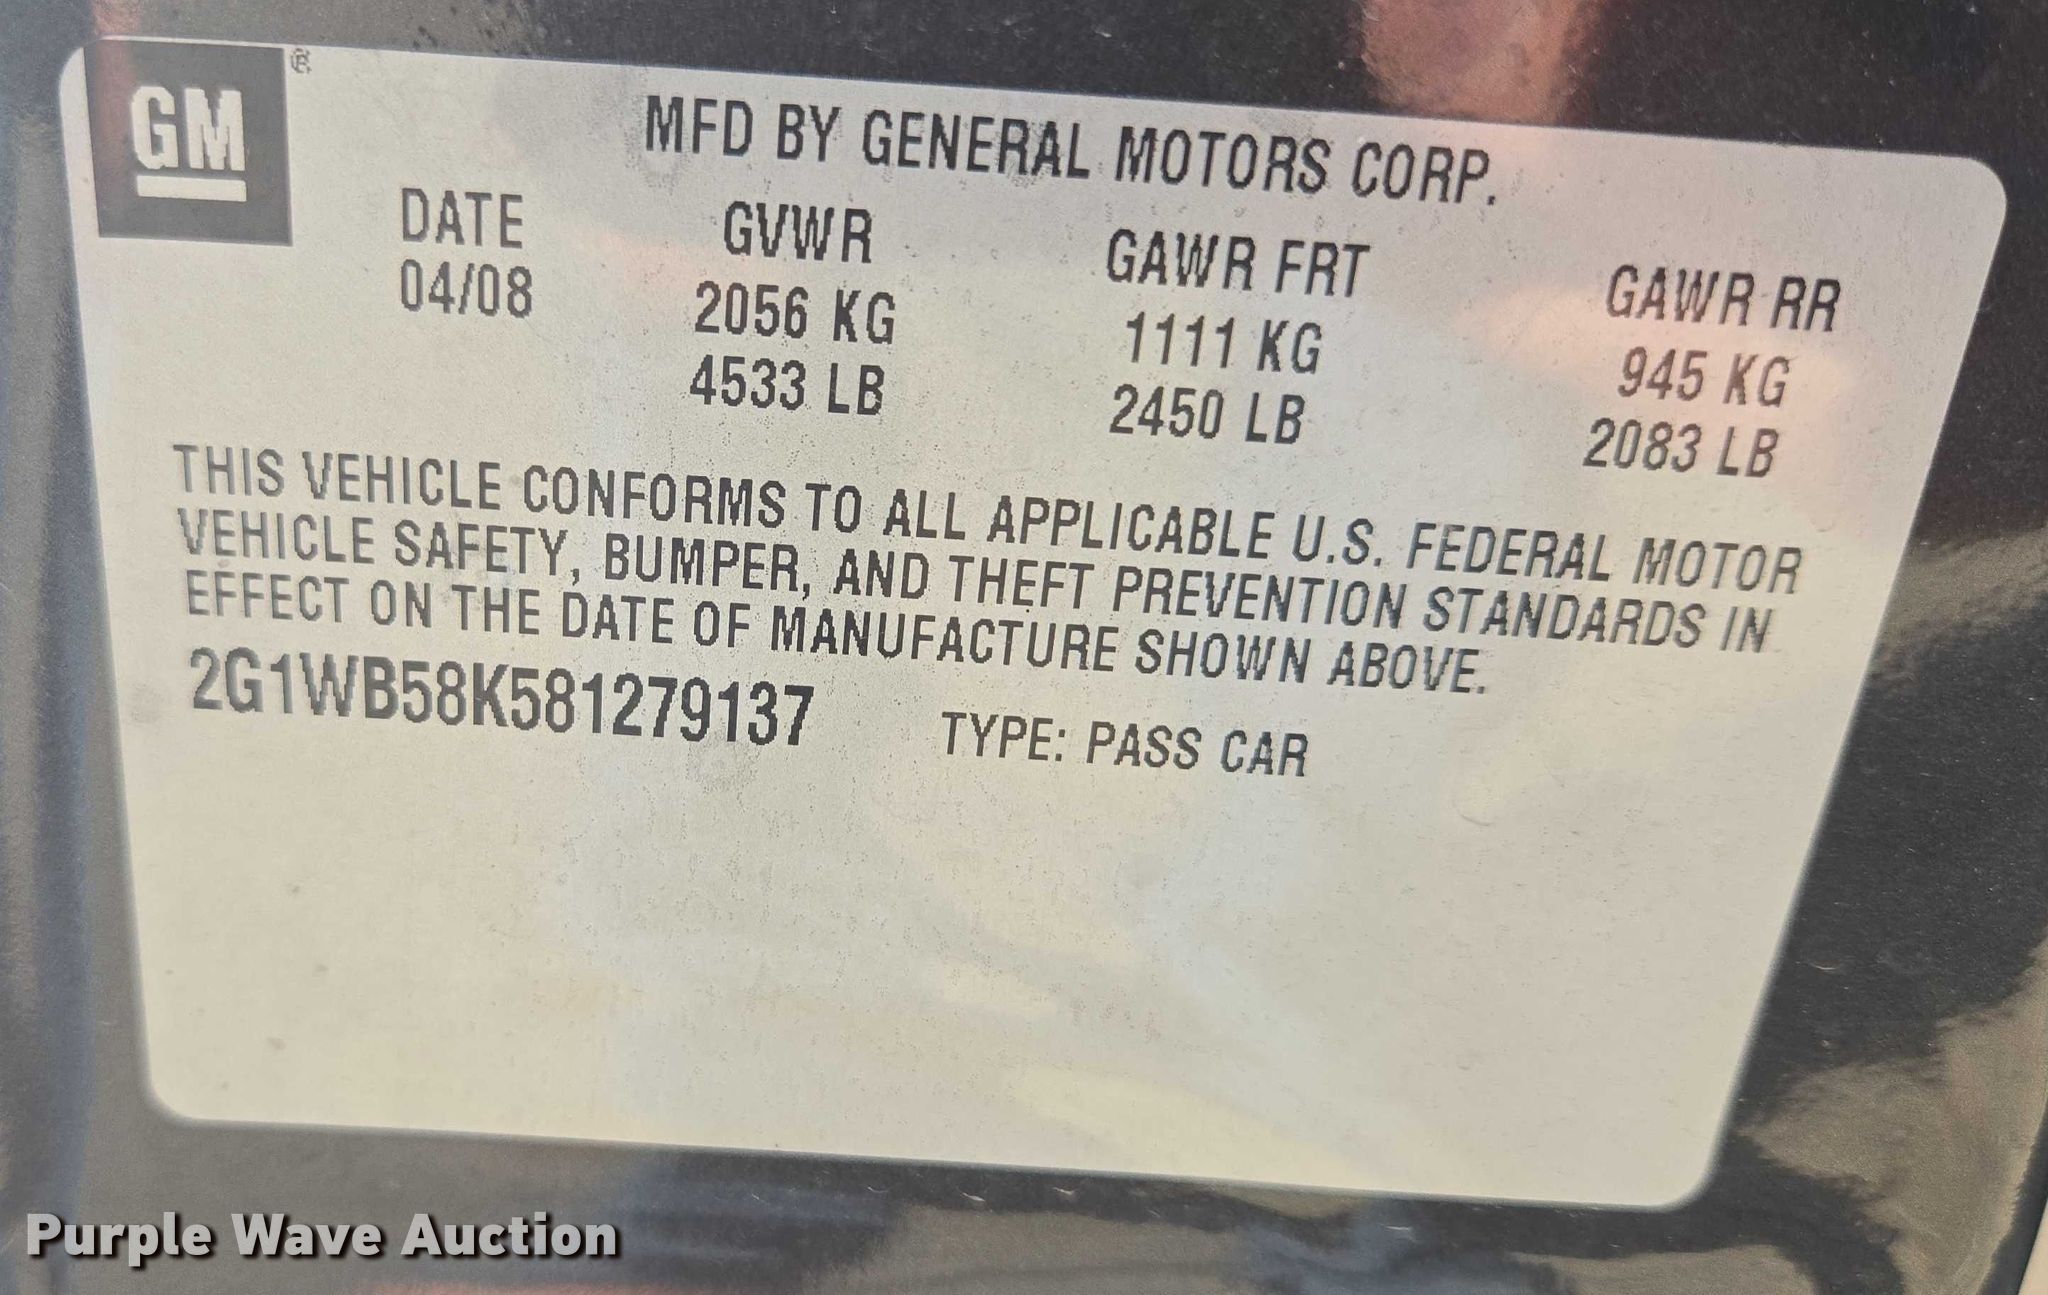 GM
MFD BY GENERAL MOTORS CORP.
DATE GVWR GAWR FRT GAWR RR
04/08 2056 KG 1111 KG 945 KG
4533 LB 2450 LB 2083 LB
THIS VEHICLE CONFORMS TO ALL APPLICABLE U.S. FEDERAL MOTOR
VEHICLE SAFETY, BUMPER, AND THEFT PREVENTION STANDARDS IN
EFFECT ON THE DATE OF MANUFACTURE SHOWN ABOVE.
2G1WB58K581279137 TYPE: PASS CAR
Purple Wave Auction